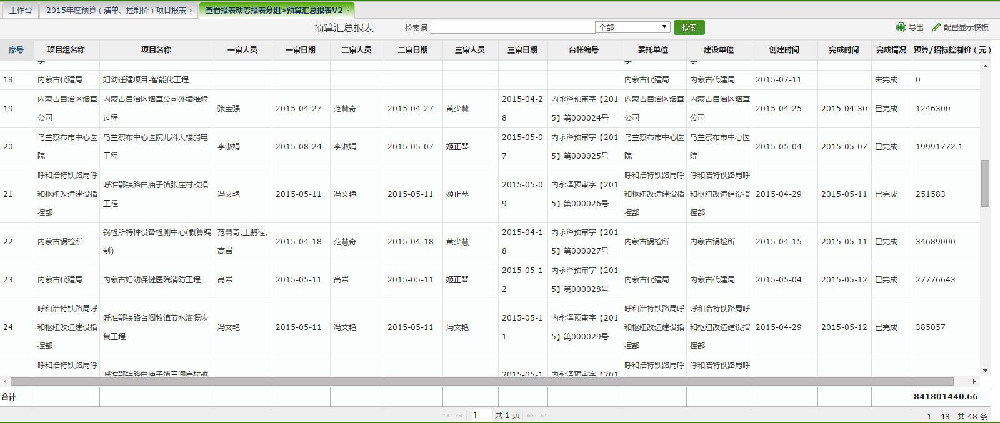 工作台 2015年度预算（清单、控制价）项目报表 × 查看报表动态报表分组>预算汇总报表V2 ×
预算汇总报表 检索词 全部 检索 导出 配置显示模板
序号 项目组名称 项目名称 一审人员 一审日期 二审人员 二审日期 三审人员 三审日期 台帐编号 委托单位 建设单位 创建时间 完成时间 完成情况 预算/招标控制价（元）
18 内蒙古代建局 妇幼迁建项目-智能化工程 内蒙古代建局 内蒙古代建局 2015-07-11 未完成 0
内蒙古自治区烟草 内蒙古自治区烟草公司外墙维修 2015-04-2 内永泽预审字【201 内蒙古自治区烟草 内蒙古自治区烟草
19 张宝强 2015-04-27 范慧奇 2015-04-27 黄少慧 2015-04-25 2015-04-30 已完成 1246300
公司 过程 8 5】第000024号 公司 公司
乌兰察布市中心医 乌兰察布中心医院儿科大楼弱电 2015-05-0 内永泽预审字【201 乌兰察布市中心医 乌兰察布市中心医
20 李淑娟 2015-08-24 李淑娟 2015-05-07 姬正琴 2015-05-04 2015-05-07 已完成 19991772.1
院 工程 7 5】第000025号 院 院
呼和浩特铁路局呼 呼和浩特铁路局呼 呼和浩特铁路局呼
呼准鄂铁路白庙子镇张庄村改渠 2015-05-0 内永泽预审字【201
21 和枢纽改造建设指 冯文艳 2015-05-11 冯文艳 2015-05-11 姬正琴 和枢纽改造建设指 和枢纽改造建设指 2015-04-29 2015-05-11 已完成 251583
工程 9 5】第000026号
挥部 挥部 挥部
锅检所特种设备检测中心(概算编 范慧奇,王鹏程, 2015-04-1 内永泽预审字【201
22 内蒙古锅检所 2015-04-18 范慧奇 2015-04-18 黄少慧 内蒙古锅检所 内蒙古锅检所 2015-04-15 2015-05-11 已完成 34689000
制） 高岩 8 5】第000027号
2015-05-1 内永泽预审字【201
23 内蒙古代建局 内蒙古妇幼保健医院消防工程 高岩 2015-05-11 高岩 2015-05-11 姬正琴 内蒙古代建局 内蒙古代建局 2015-05-04 2015-05-12 已完成 27776643
2 5】第000028号
呼和浩特铁路局呼 呼和浩特铁路局呼 呼和浩特铁路局呼
呼准鄂铁路台阁牧镇节水灌溉恢 2015-05-1 内永泽预审字【201
24 和枢纽改造建设指 冯文艳 2015-05-11 冯文艳 2015-05-11 冯文艳 和枢纽改造建设指 和枢纽改造建设指 2015-04-29 2015-05-12 已完成 385057
复工程 1 5】第000029号
挥部 挥部 挥部
呼和浩特铁路局呼 呼和浩特铁路局呼 呼和浩特铁路局呼
呼准鄂铁路白庙子镇三间房村改 2015-05-1 内永泽预审字【201
合计 841801440.66
1 共 1 页 1 - 48 共 48 条